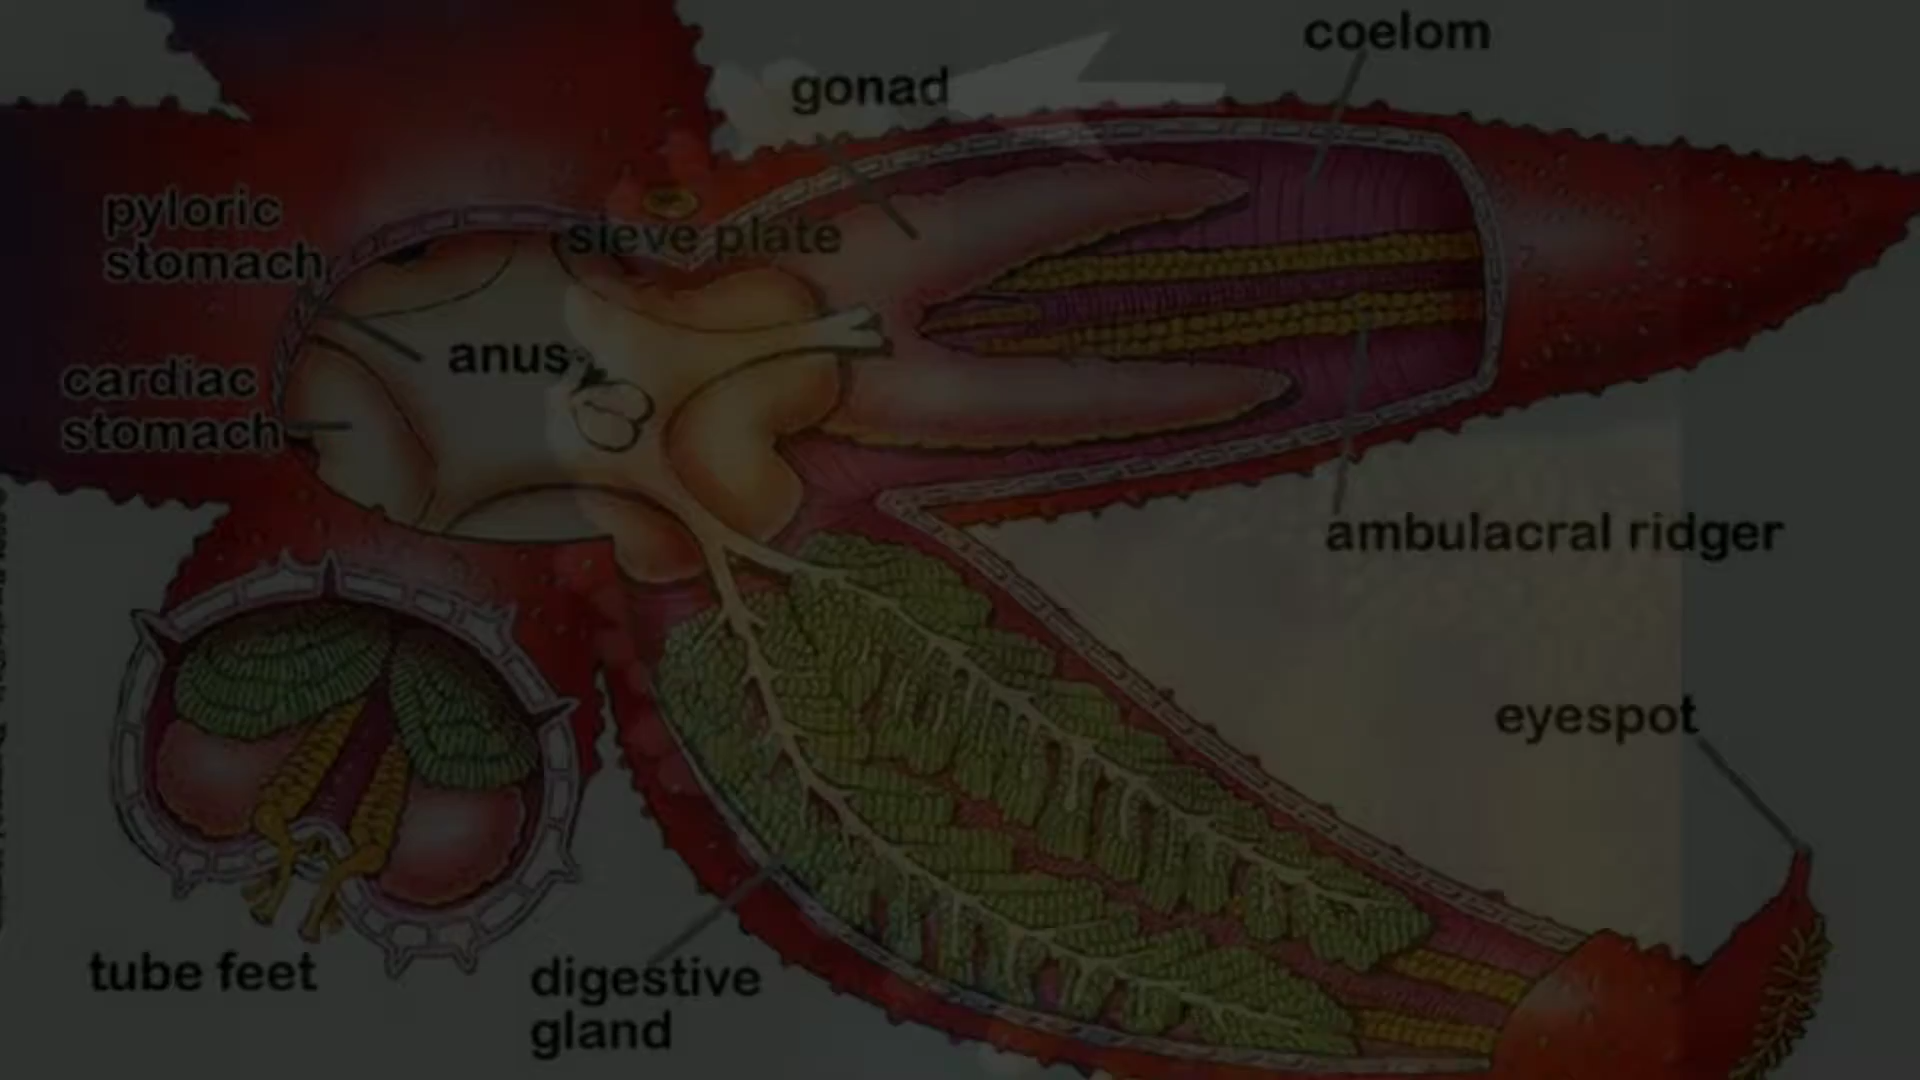 coelom
gonad
pyloric
stomach
sieve plate
anus
cardiac
stomach
ambulacral ridger
eyespot
tube feet
digestive
gland